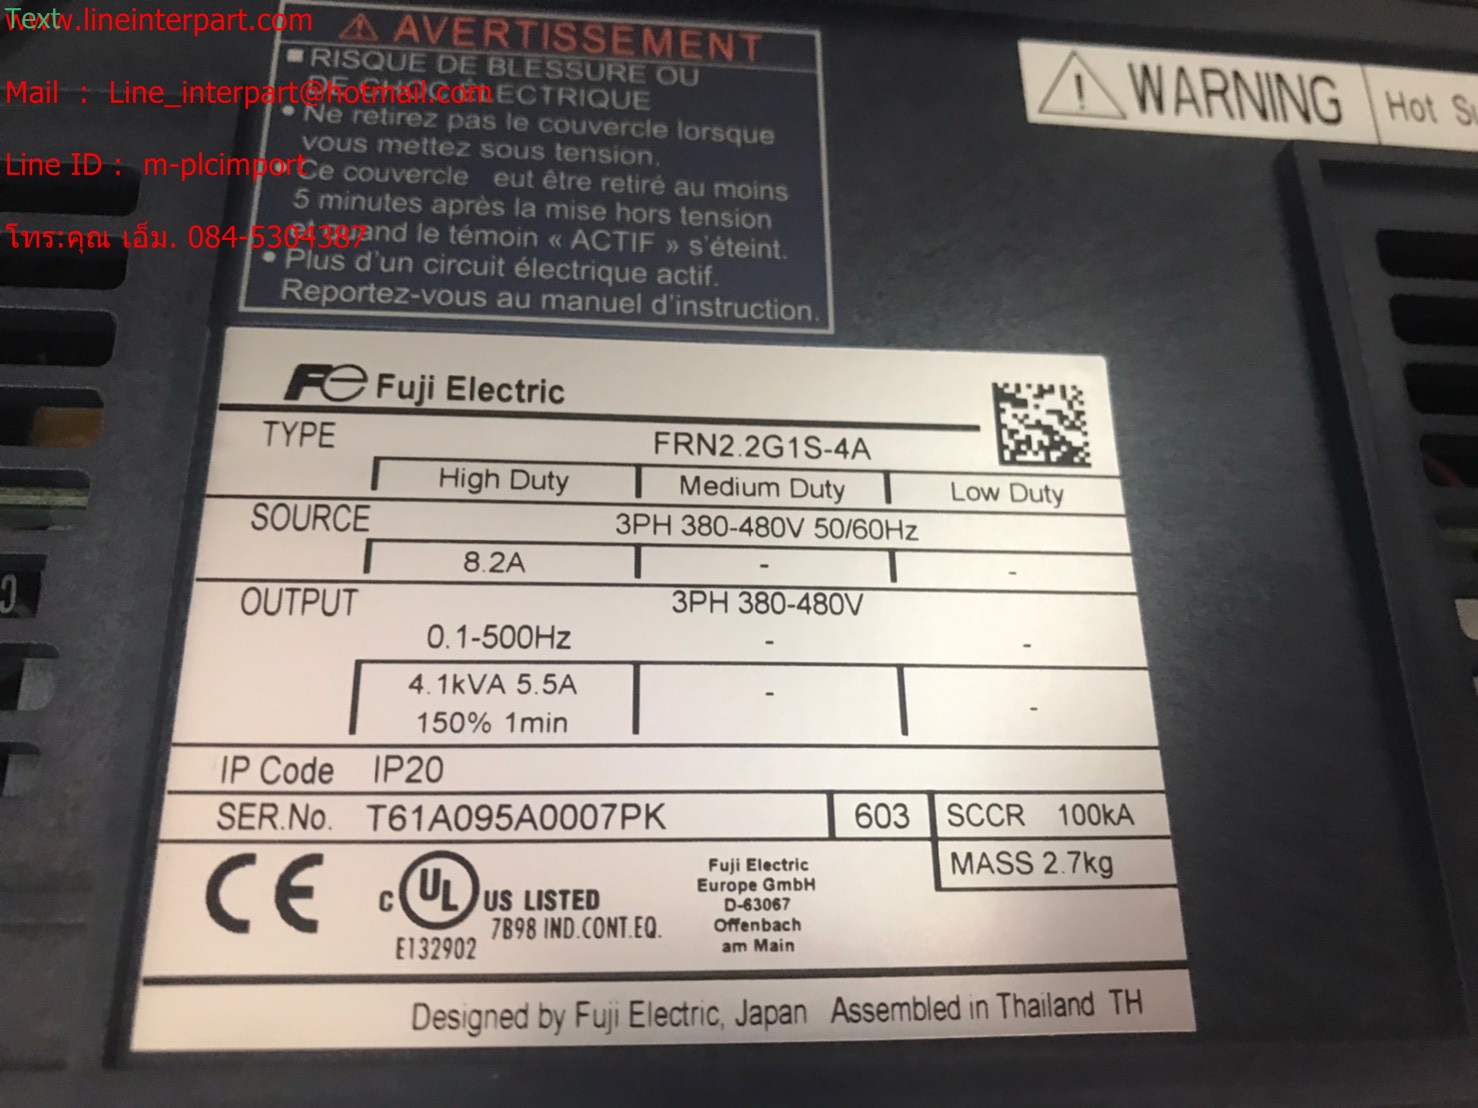 Text
www.lineinterpart.com
Mail : Line_interpart@hotmail.com
Line ID : m-plcimport
โทร:คุณ เอ็ม. 084-5304387
AVERTISSEMENT
RISQUE DE BLESSURE OU
DE CHOC ÉLECTRIQUE
• Ne retirez pas le couvercle lorsque
vous mettez sous tension.
Ce couvercle eut être retiré au moins
5 minutes après la mise hors tension
et quand le témoin « ACTIF » s'éteint.
• Plus d'un circuit électrique actif.
Reportez-vous au manuel d'instruction.
WARNING
Hot
Fe Fuji Electric
TYPE FRN2.2G1S-4A
High Duty Medium Duty Low Duty
SOURCE 3PH 380-480V 50/60Hz
8.2A - -
OUTPUT 3PH 380-480V
0.1-500Hz - -
4.1kVA 5.5A - -
150% 1min
IP Code IP20
SER.No. T61A095A0007PK 603 SCCR 100kA
MASS 2.7kg
CE
C UL US LISTED
7B98 IND.CONT.EQ.
E132902
Fuji Electric
Europe GmbH
D-63067
Offenbach
am Main
Designed by Fuji Electric, Japan Assembled in Thailand TH